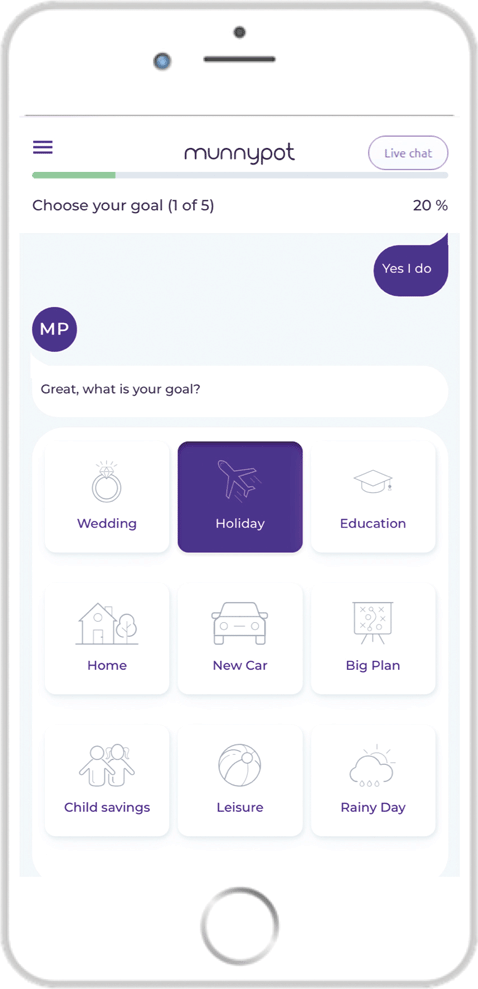 munnypot
Live chat
Choose your goal (1 of 5)
20 %
Yes I do
MP
Great, what is your goal?
Wedding
Holiday
Education
Home
New Car
Big Plan
Child savings
Leisure
Rainy Day